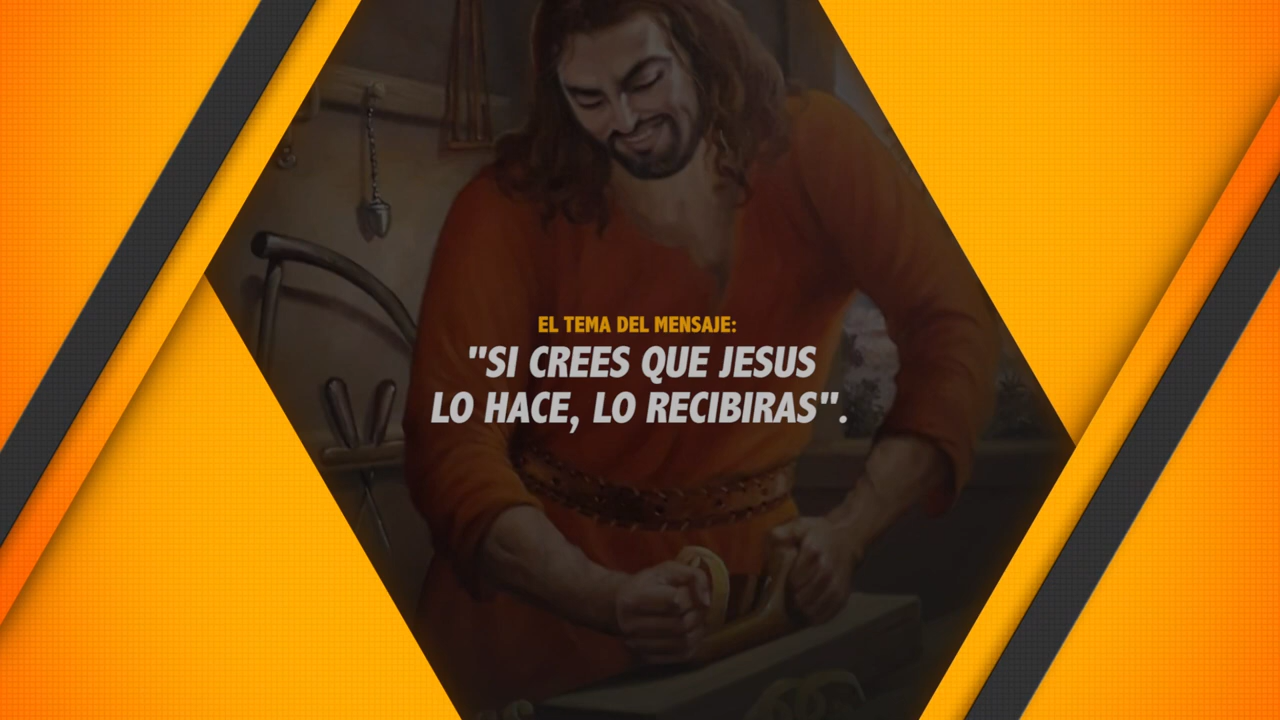 EL TEMA DEL MENSAJE:
"SI CREES QUE JESUS
LO HACE, LO RECIBIRAS".